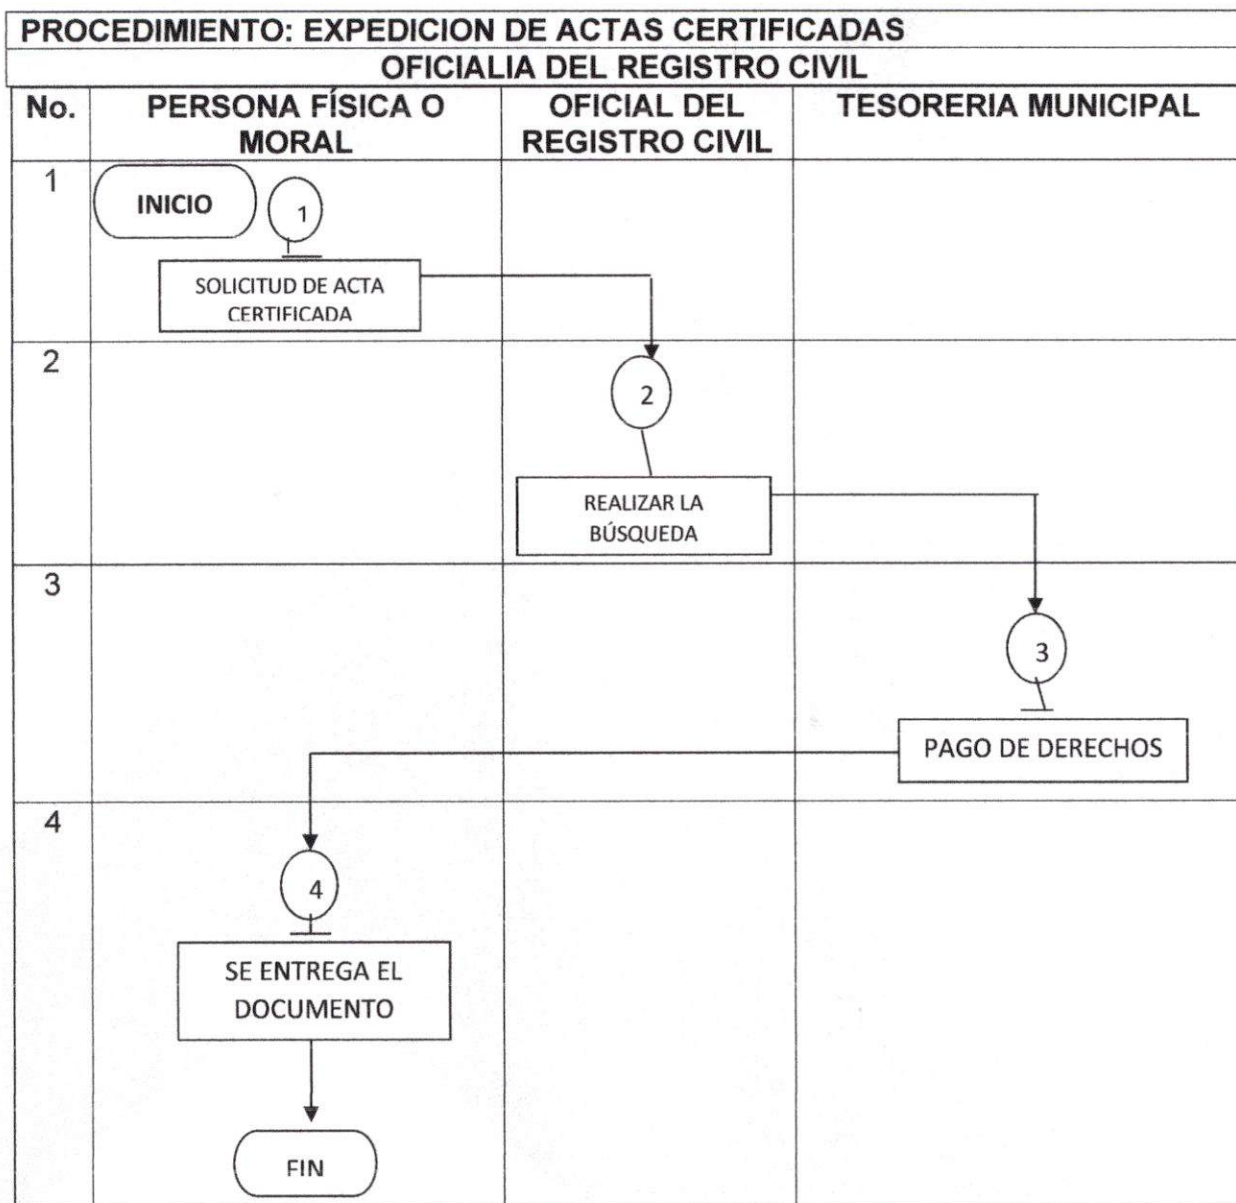 PROCEDIMIENTO: EXPEDICION DE ACTAS CERTIFICADAS
OFICIALIA DEL REGISTRO CIVIL
No.
PERSONA FÍSICA O
MORAL
OFICIAL DEL
REGISTRO CIVIL
TESORERIA MUNICIPAL
1
INICIO
1
SOLICITUD DE ACTA
CERTIFICADA
2
2
REALIZAR LA
BÚSQUEDA
3
3
PAGO DE DERECHOS
4
4
SE ENTREGA EL
DOCUMENTO
FIN